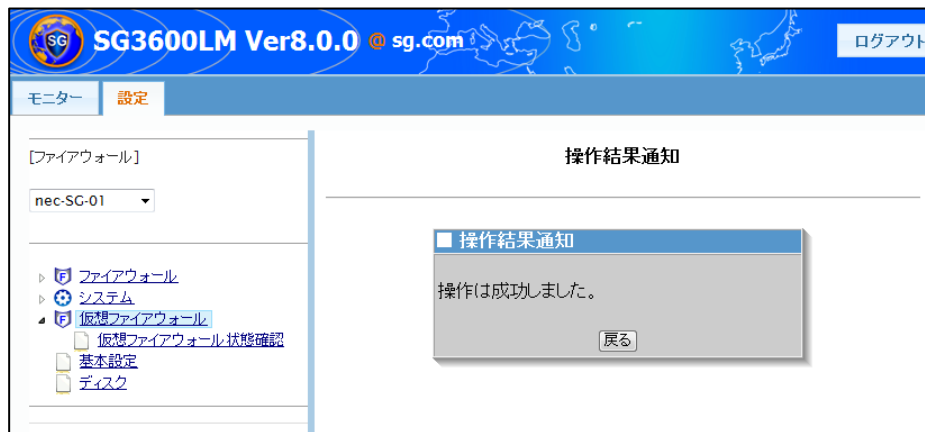 SG
SG3600LM Ver8.0.0 @ sg.com
ログアウト
モニター
設定
[ファイアウォール]
nec-SG-01
ファイアウォール
システム
仮想ファイアウォール
仮想ファイアウォール状態確認
基本設定
ディスク
操作結果通知
操作結果通知
操作は成功しました。
戻る